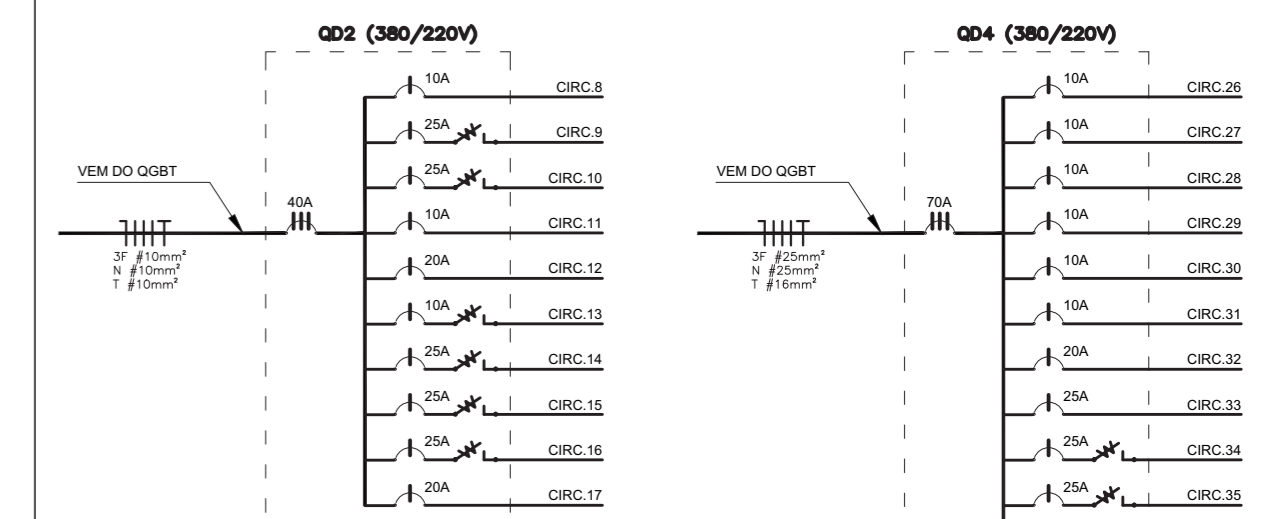 QD2 (380/220V)
10A
CIRC.8
25A
CIRC.9
25A
CIRC.10
VEM DO QGBT
40A
10A
CIRC.11
3F #10mm²
N #10mm²
T #10mm²
20A
CIRC.12
10A
CIRC.13
25A
CIRC.14
25A
CIRC.15
25A
CIRC.16
20A
CIRC.17
QD4 (380/220V)
10A
CIRC.26
10A
CIRC.27
10A
CIRC.28
VEM DO QGBT
70A
10A
CIRC.29
3F #25mm²
N #25mm²
T #16mm²
10A
CIRC.30
10A
CIRC.31
20A
CIRC.32
25A
CIRC.33
25A
CIRC.34
25A
CIRC.35